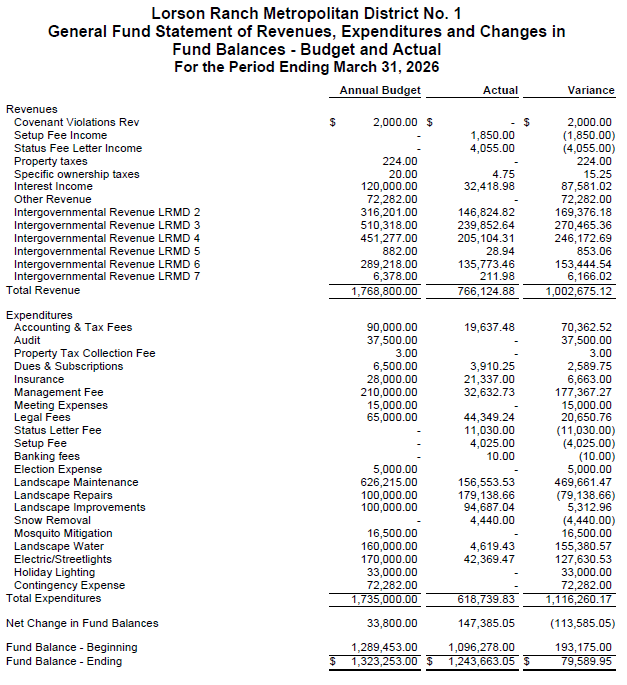 Lorson Ranch Metropolitan District No. 1
General Fund Statement of Revenues, Expenditures and Changes in
Fund Balances - Budget and Actual
For the Period Ending March 31, 2026
Annual Budget Actual Variance
Revenues
Covenant Violations Rev $ 2,000.00 $ - $ 2,000.00
Setup Fee Income - 1,850.00 (1,850.00)
Status Fee Letter Income - 4,055.00 (4,055.00)
Property taxes 224.00 - 224.00
Specific ownership taxes 20.00 4.75 15.25
Interest Income 120,000.00 32,418.98 87,581.02
Other Revenue 72,282.00 - 72,282.00
Intergovernmental Revenue LRMD 2 316,201.00 146,824.82 169,376.18
Intergovernmental Revenue LRMD 3 510,318.00 239,852.64 270,465.36
Intergovernmental Revenue LRMD 4 451,277.00 205,104.31 246,172.69
Intergovernmental Revenue LRMD 5 882.00 28.94 853.06
Intergovernmental Revenue LRMD 6 289,218.00 135,773.46 153,444.54
Intergovernmental Revenue LRMD 7 6,378.00 211.98 6,166.02
Total Revenue 1,768,800.00 766,124.88 1,002,675.12
Expenditures
Accounting & Tax Fees 90,000.00 19,637.48 70,362.52
Audit 37,500.00 - 37,500.00
Property Tax Collection Fee 3.00 - 3.00
Dues & Subscriptions 6,500.00 3,910.25 2,589.75
Insurance 28,000.00 21,337.00 6,663.00
Management Fee 210,000.00 32,632.73 177,367.27
Meeting Expenses 15,000.00 - 15,000.00
Legal Fees 65,000.00 44,349.24 20,650.76
Status Letter Fee - 11,030.00 (11,030.00)
Setup Fee - 4,025.00 (4,025.00)
Banking fees - 10.00 (10.00)
Election Expense 5,000.00 - 5,000.00
Landscape Maintenance 626,215.00 156,553.53 469,661.47
Landscape Repairs 100,000.00 179,138.66 (79,138.66)
Landscape Improvements 100,000.00 94,687.04 5,312.96
Snow Removal - 4,440.00 (4,440.00)
Mosquito Mitigation 16,500.00 - 16,500.00
Landscape Water 160,000.00 4,619.43 155,380.57
Electric/Streetlights 170,000.00 42,369.47 127,630.53
Holiday Lighting 33,000.00 - 33,000.00
Contingency Expense 72,282.00 - 72,282.00
Total Expenditures 1,735,000.00 618,739.83 1,116,260.17
Net Change in Fund Balances 33,800.00 147,385.05 (113,585.05)
Fund Balance - Beginning 1,289,453.00 1,096,278.00 193,175.00
Fund Balance - Ending $ 1,323,253.00 $ 1,243,663.05 $ 79,589.95